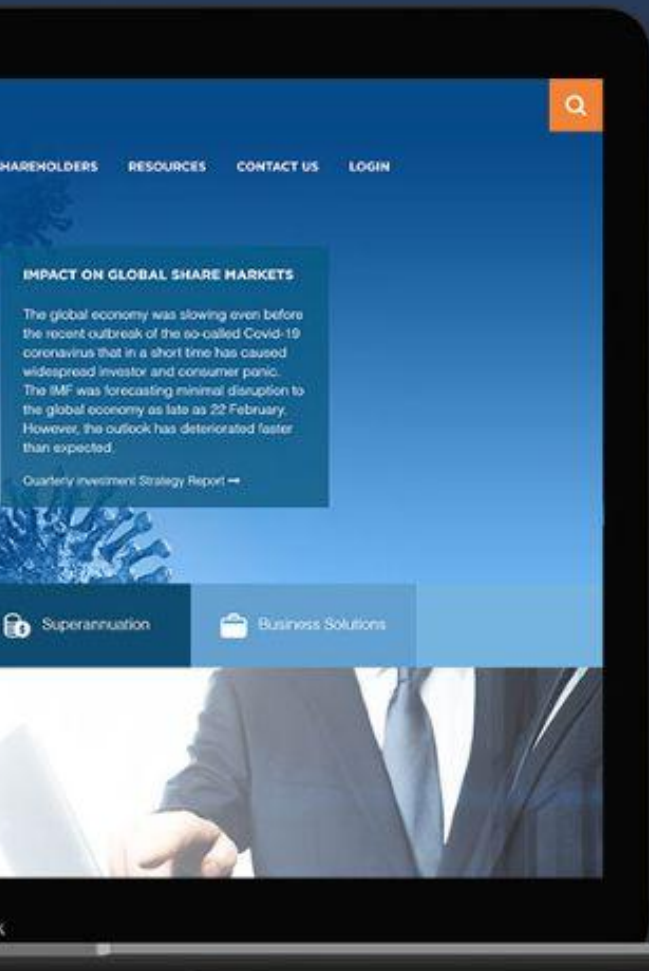 HAREHOLDERS RESOURCES CONTACT US LOGIN
IMPACT ON GLOBAL SHARE MARKETS
The global economy was slowing even before
the recent outbreak of the so-called Covid-19
coronavirus that in a short time has caused
widespread investor and consumer panic.
The IMF was forecasting minimal disruption to
the global economy as late as 22 February.
However, the outlook has deteriorated faster
than expected.
Quarterly Investment Strategy Report →
Superannuation Business Solutions
k